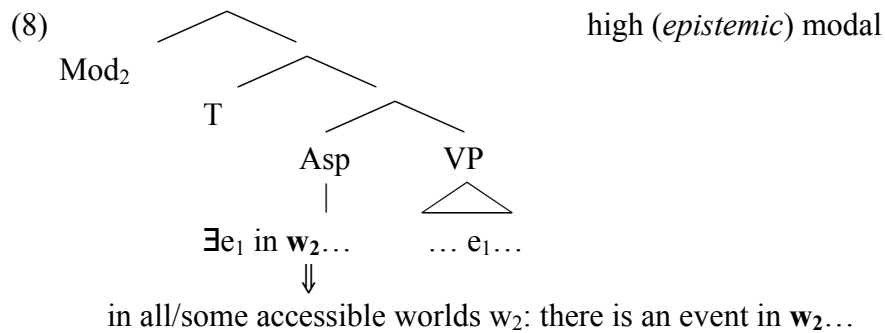 (8) high (epistemic) modal
Mod₂
T
Asp VP
∃e₁ in w₂… … e₁…
⇓
in all/some accessible worlds w₂: there is an event in w₂…